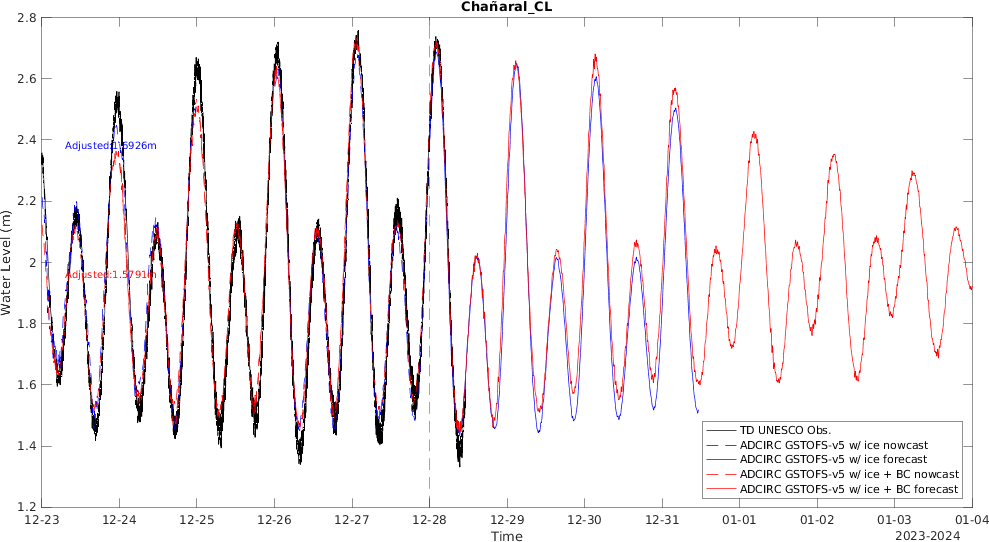 Chañaral_CL
2.8
2.6
2.4
2.2
2
1.8
1.6
1.4
1.2
Water Level (m)
Adjusted:1.6926m
Adjusted:1.5791m
TD UNESCO Obs.
ADCIRC GSTOFS-v5 w/ ice nowcast
ADCIRC GSTOFS-v5 w/ ice forecast
ADCIRC GSTOFS-v5 w/ ice + BC nowcast
ADCIRC GSTOFS-v5 w/ ice + BC forecast
12-23 12-24 12-25 12-26 12-27 12-28 12-29 12-30 12-31 01-01 01-02 01-03 01-04
Time
2023-2024